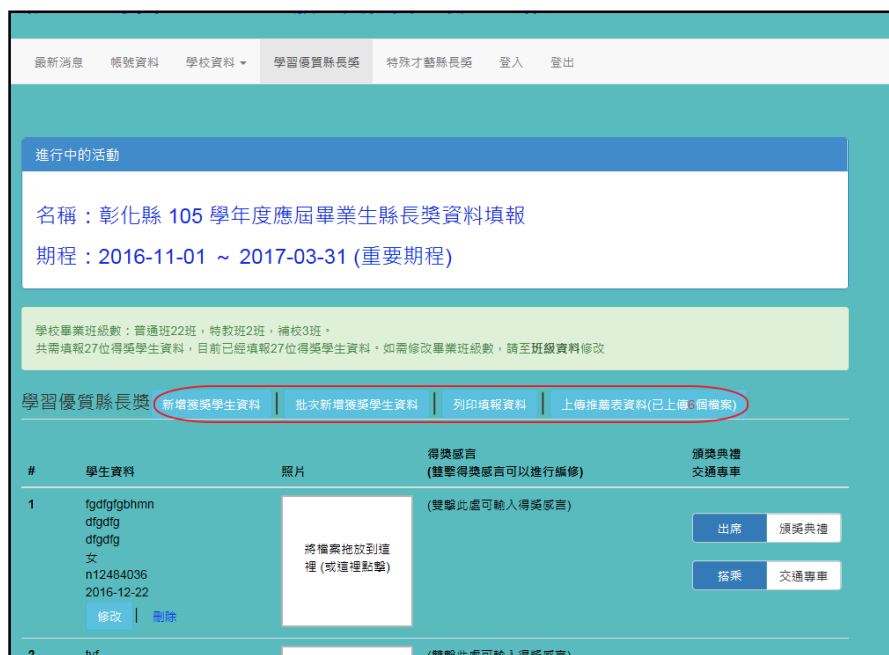 最新消息 帳號資料 學校資料 學習優質縣長獎 特殊才藝縣長獎 登入 登出
進行中的活動
名稱：彰化縣 105 學年度應屆畢業生縣長獎資料填報
期程：2016-11-01 ~ 2017-03-31 (重要期程)
學校畢業班級數：普通班22班，特教班2班，補校3班。
共需填報27位得獎學生資料，目前已經填報27位得獎學生資料。如需修改畢業班級數，請至班級資料修改
學習優質縣長獎 新增獲獎學生資料 | 批次新增獲獎學生資料 | 列印填報資料 | 上傳推薦表資料(已上傳6個檔案)
# 學生資料 照片 得獎感言 (雙擊得獎感言可以進行編修) 頒獎典禮 交通專車
1 fgdfgfgbhmn
dfgdfg
dfgdfg
女
n12484036
2016-12-22
修改 | 刪除
將檔案拖放到這
裡 (或這裡點擊)
(雙擊此處可輸入得獎感言)
出席 頒獎典禮
搭乘 交通專車
2
(雙擊此處可輸入得獎感言)